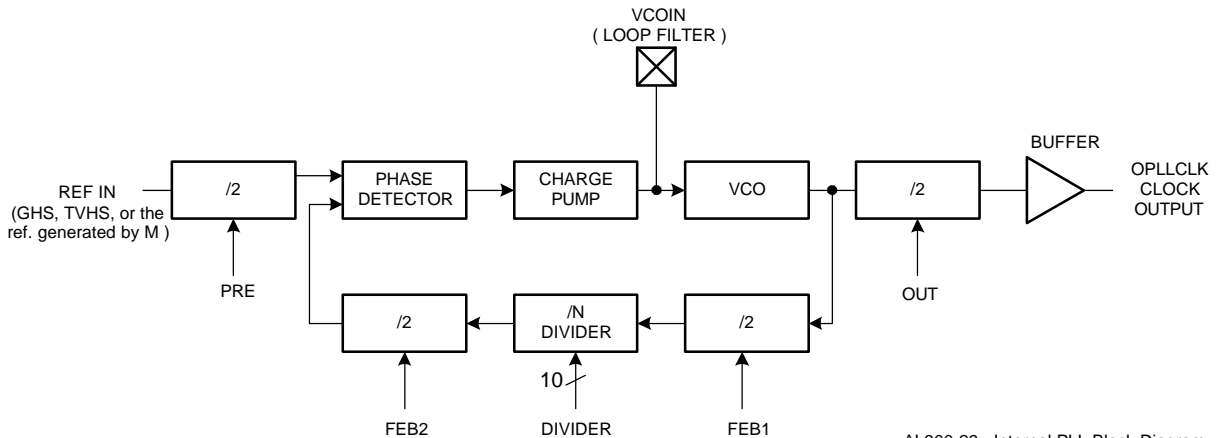 VCOIN
( LOOP FILTER )
BUFFER
REF IN
(GHS, TVHS, or the
ref. generated by M )
/2
PHASE
DETECTOR
CHARGE
PUMP
VCO
/2
OPLLCLK
CLOCK
OUTPUT
PRE
OUT
/2
/N
DIVIDER
/2
10
FEB2
DIVIDER
FEB1